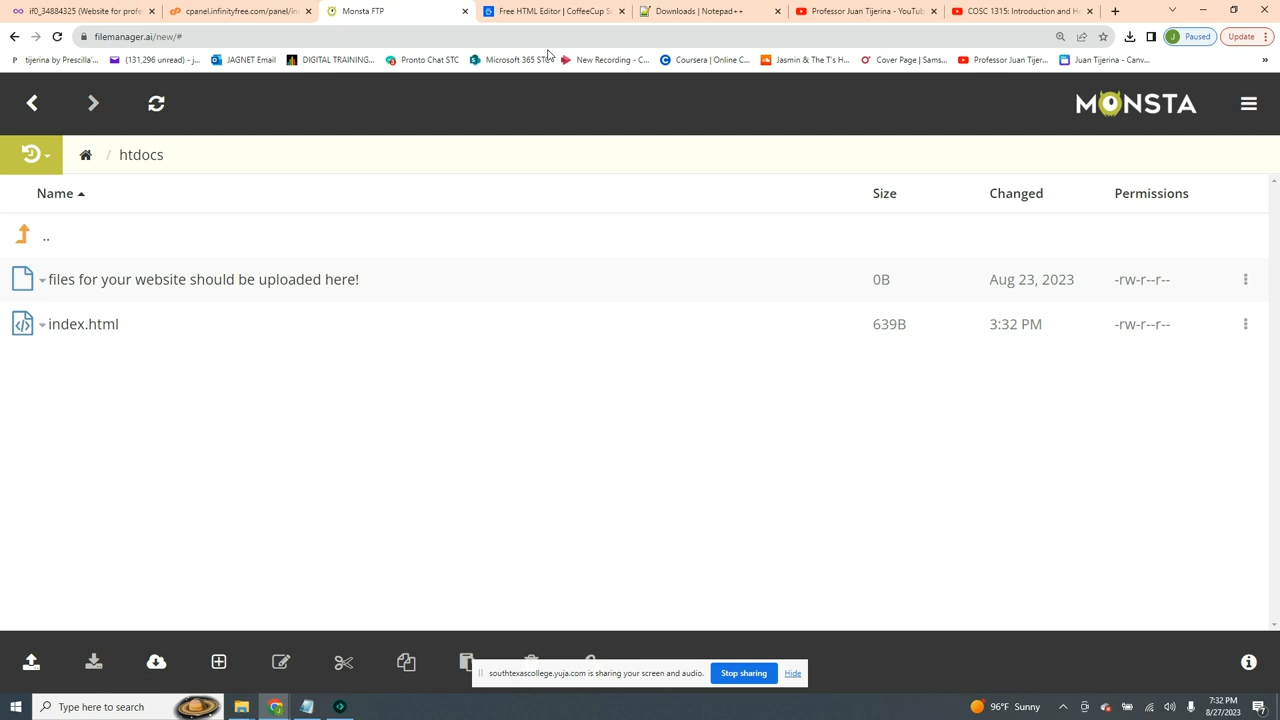 if0_34884325 (Website for profe
cpanel.infinityfree.com/panel/in
Monsta FTP
Free HTML Editor | CoffeeCup So
Downloads | Notepad++
Professor Juan Tijerina - YouTub
COSC 1315: Introduction and He
filemanager.ai/new/#
Paused
Update
tijerina by Prescilla'...
(131,296 unread) - j...
JAGNET Email
DIGITAL TRAINING
Pronto Chat STC
Microsoft 365 STC
New Recording - C...
Coursera | Online C...
Jasmin & The T's H...
Cover Page | Sams...
Professor Juan Tijer...
Juan Tijerina - Canv...
MONSTA
/ htdocs
Name
Size
Changed
Permissions
..
files for your website should be uploaded here!
0B
Aug 23, 2023
-rw-r--r--
index.html
639B
3:32 PM
-rw-r--r--
southtexascollege.yuja.com is sharing your screen and audio.
Stop sharing
Hide
Type here to search
96°F Sunny
7:32 PM
8/27/2023